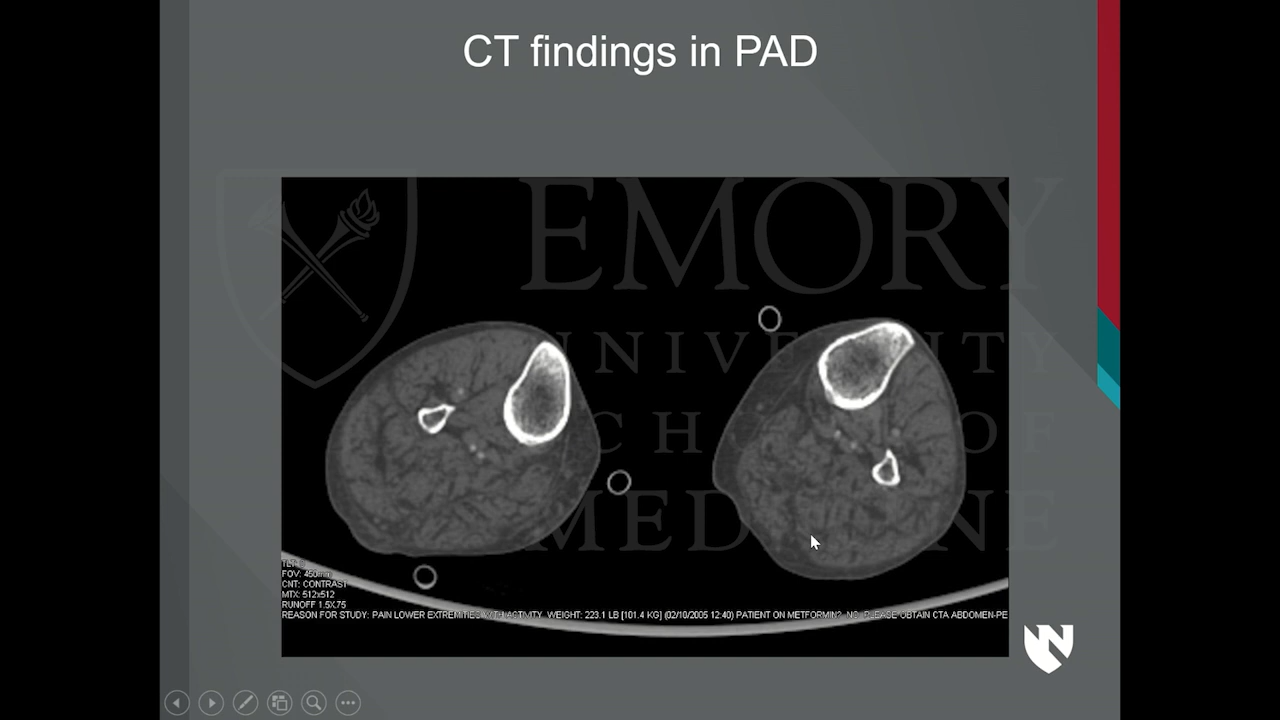 CT findings in PAD
EMORY
UNIVERSITY
SCHOOL OF
MEDICINE
FOV: 450mm
CNT: CONTRAST
MTX: 512x512
RUNOFF 1.5X.75
REASON FOR STUDY: PAIN LOWER EXTREMITIES WITH ACTIVITY WEIGHT: 223.1 LB [101.4 KG] (02/10/2005 12:40) PATIENT ON METFORMIN? NO PLEASE OBTAIN CTA ABDOMEN-PE